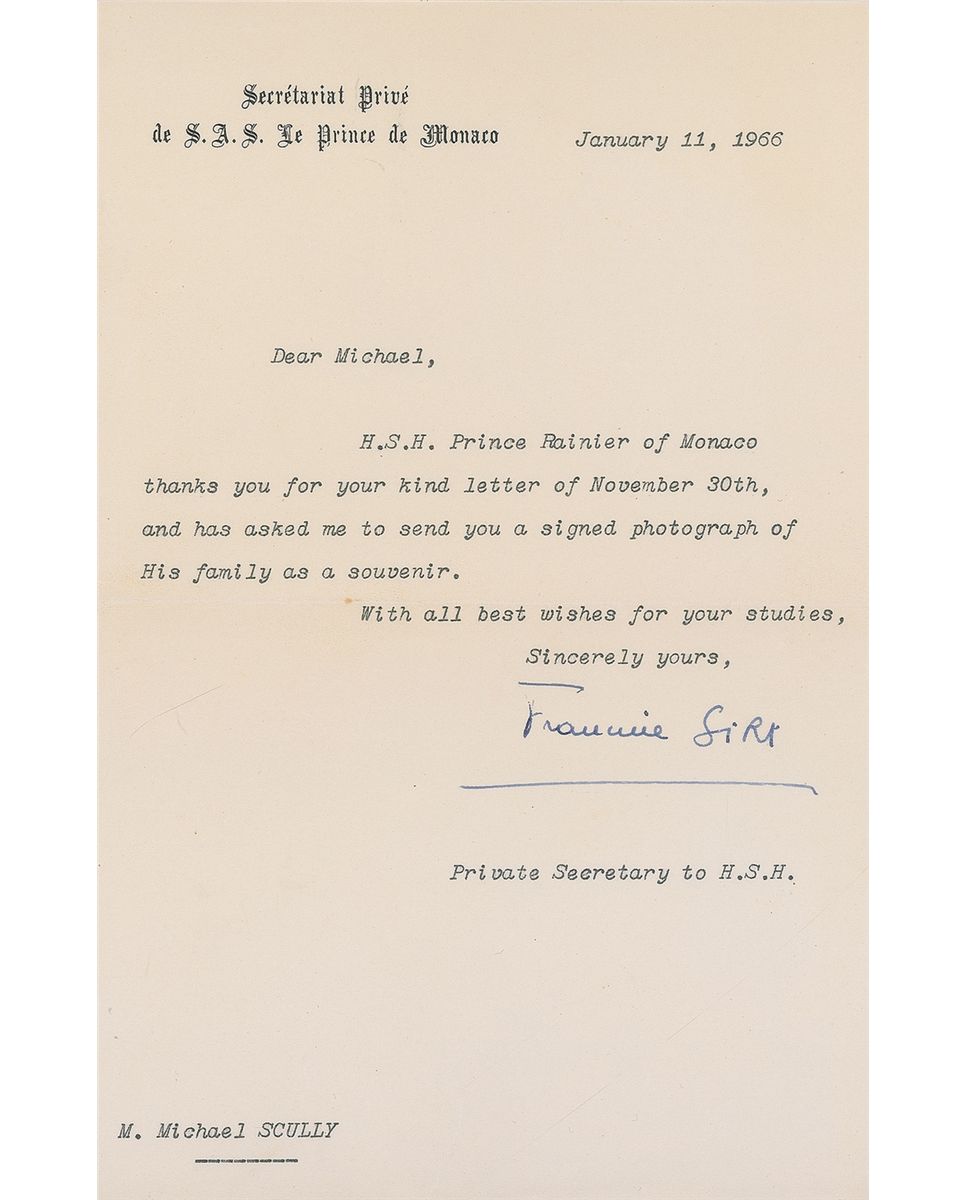 Secrétariat Privé
de S.A.S. Le Prince de Monaco
January 11, 1966
Dear Michael,
H.S.H. Prince Rainier of Monaco
thanks you for your kind letter of November 30th,
and has asked me to send you a signed photograph of
His family as a souvenir.
With all best wishes for your studies,
Sincerely yours,
Private Secretary to H.S.H.
M. Michael SCULLY